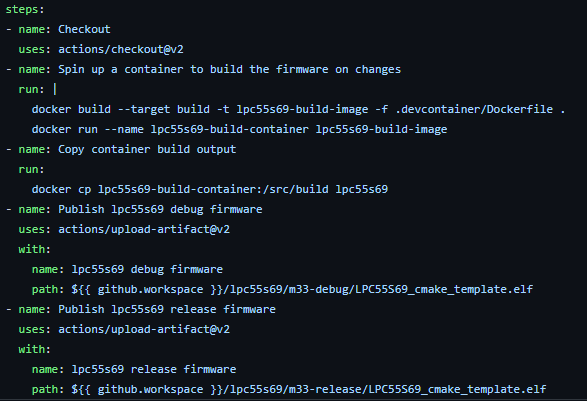 steps:
- name: Checkout
  uses: actions/checkout@v2
- name: Spin up a container to build the firmware on changes
  run: |
    docker build --target build -t lpc55s69-build-image -f .devcontainer/Dockerfile .
    docker run --name lpc55s69-build-container lpc55s69-build-image
- name: Copy container build output
  run:
    docker cp lpc55s69-build-container:/src/build lpc55s69
- name: Publish lpc55s69 debug firmware
  uses: actions/upload-artifact@v2
  with:
    name: lpc55s69 debug firmware
    path: ${{ github.workspace }}/lpc55s69/m33-debug/LPC55S69_cmake_template.elf
- name: Publish lpc55s69 release firmware
  uses: actions/upload-artifact@v2
  with:
    name: lpc55s69 release firmware
    path: ${{ github.workspace }}/lpc55s69/m33-release/LPC55S69_cmake_template.elf